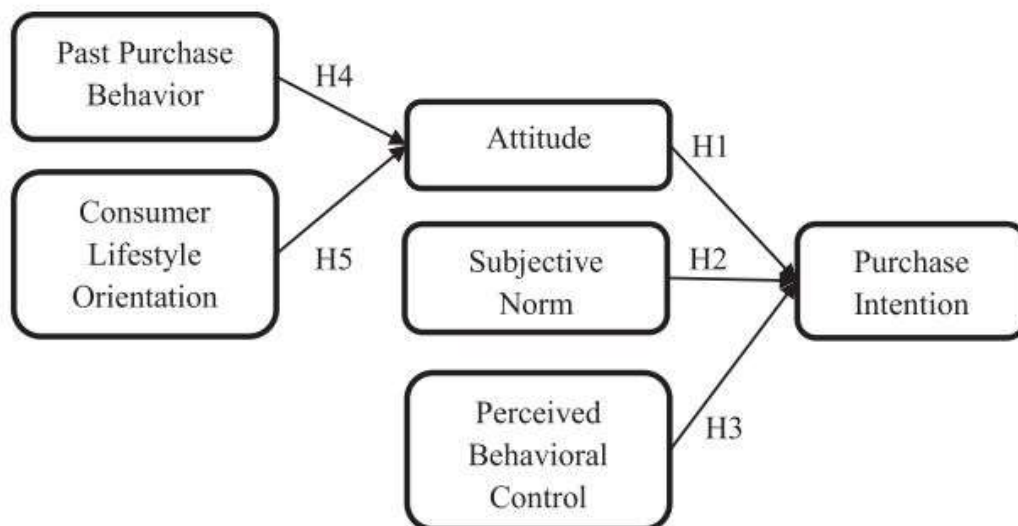 Past Purchase
Behavior
H4
Consumer
Lifestyle
Orientation
H5
Attitude
H1
Subjective
Norm
H2
Perceived
Behavioral
Control
H3
Purchase
Intention